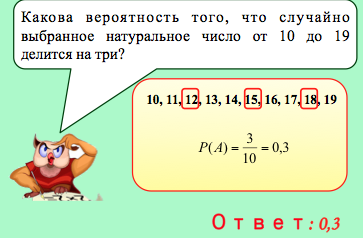 Какова вероятность того, что случайно
выбранное натуральное число от 10 до 19
делится на три?
10, 11, 12, 13, 14, 15, 16, 17, 18, 19
P(A) = 3/10 = 0,3
Ответ: 0,3